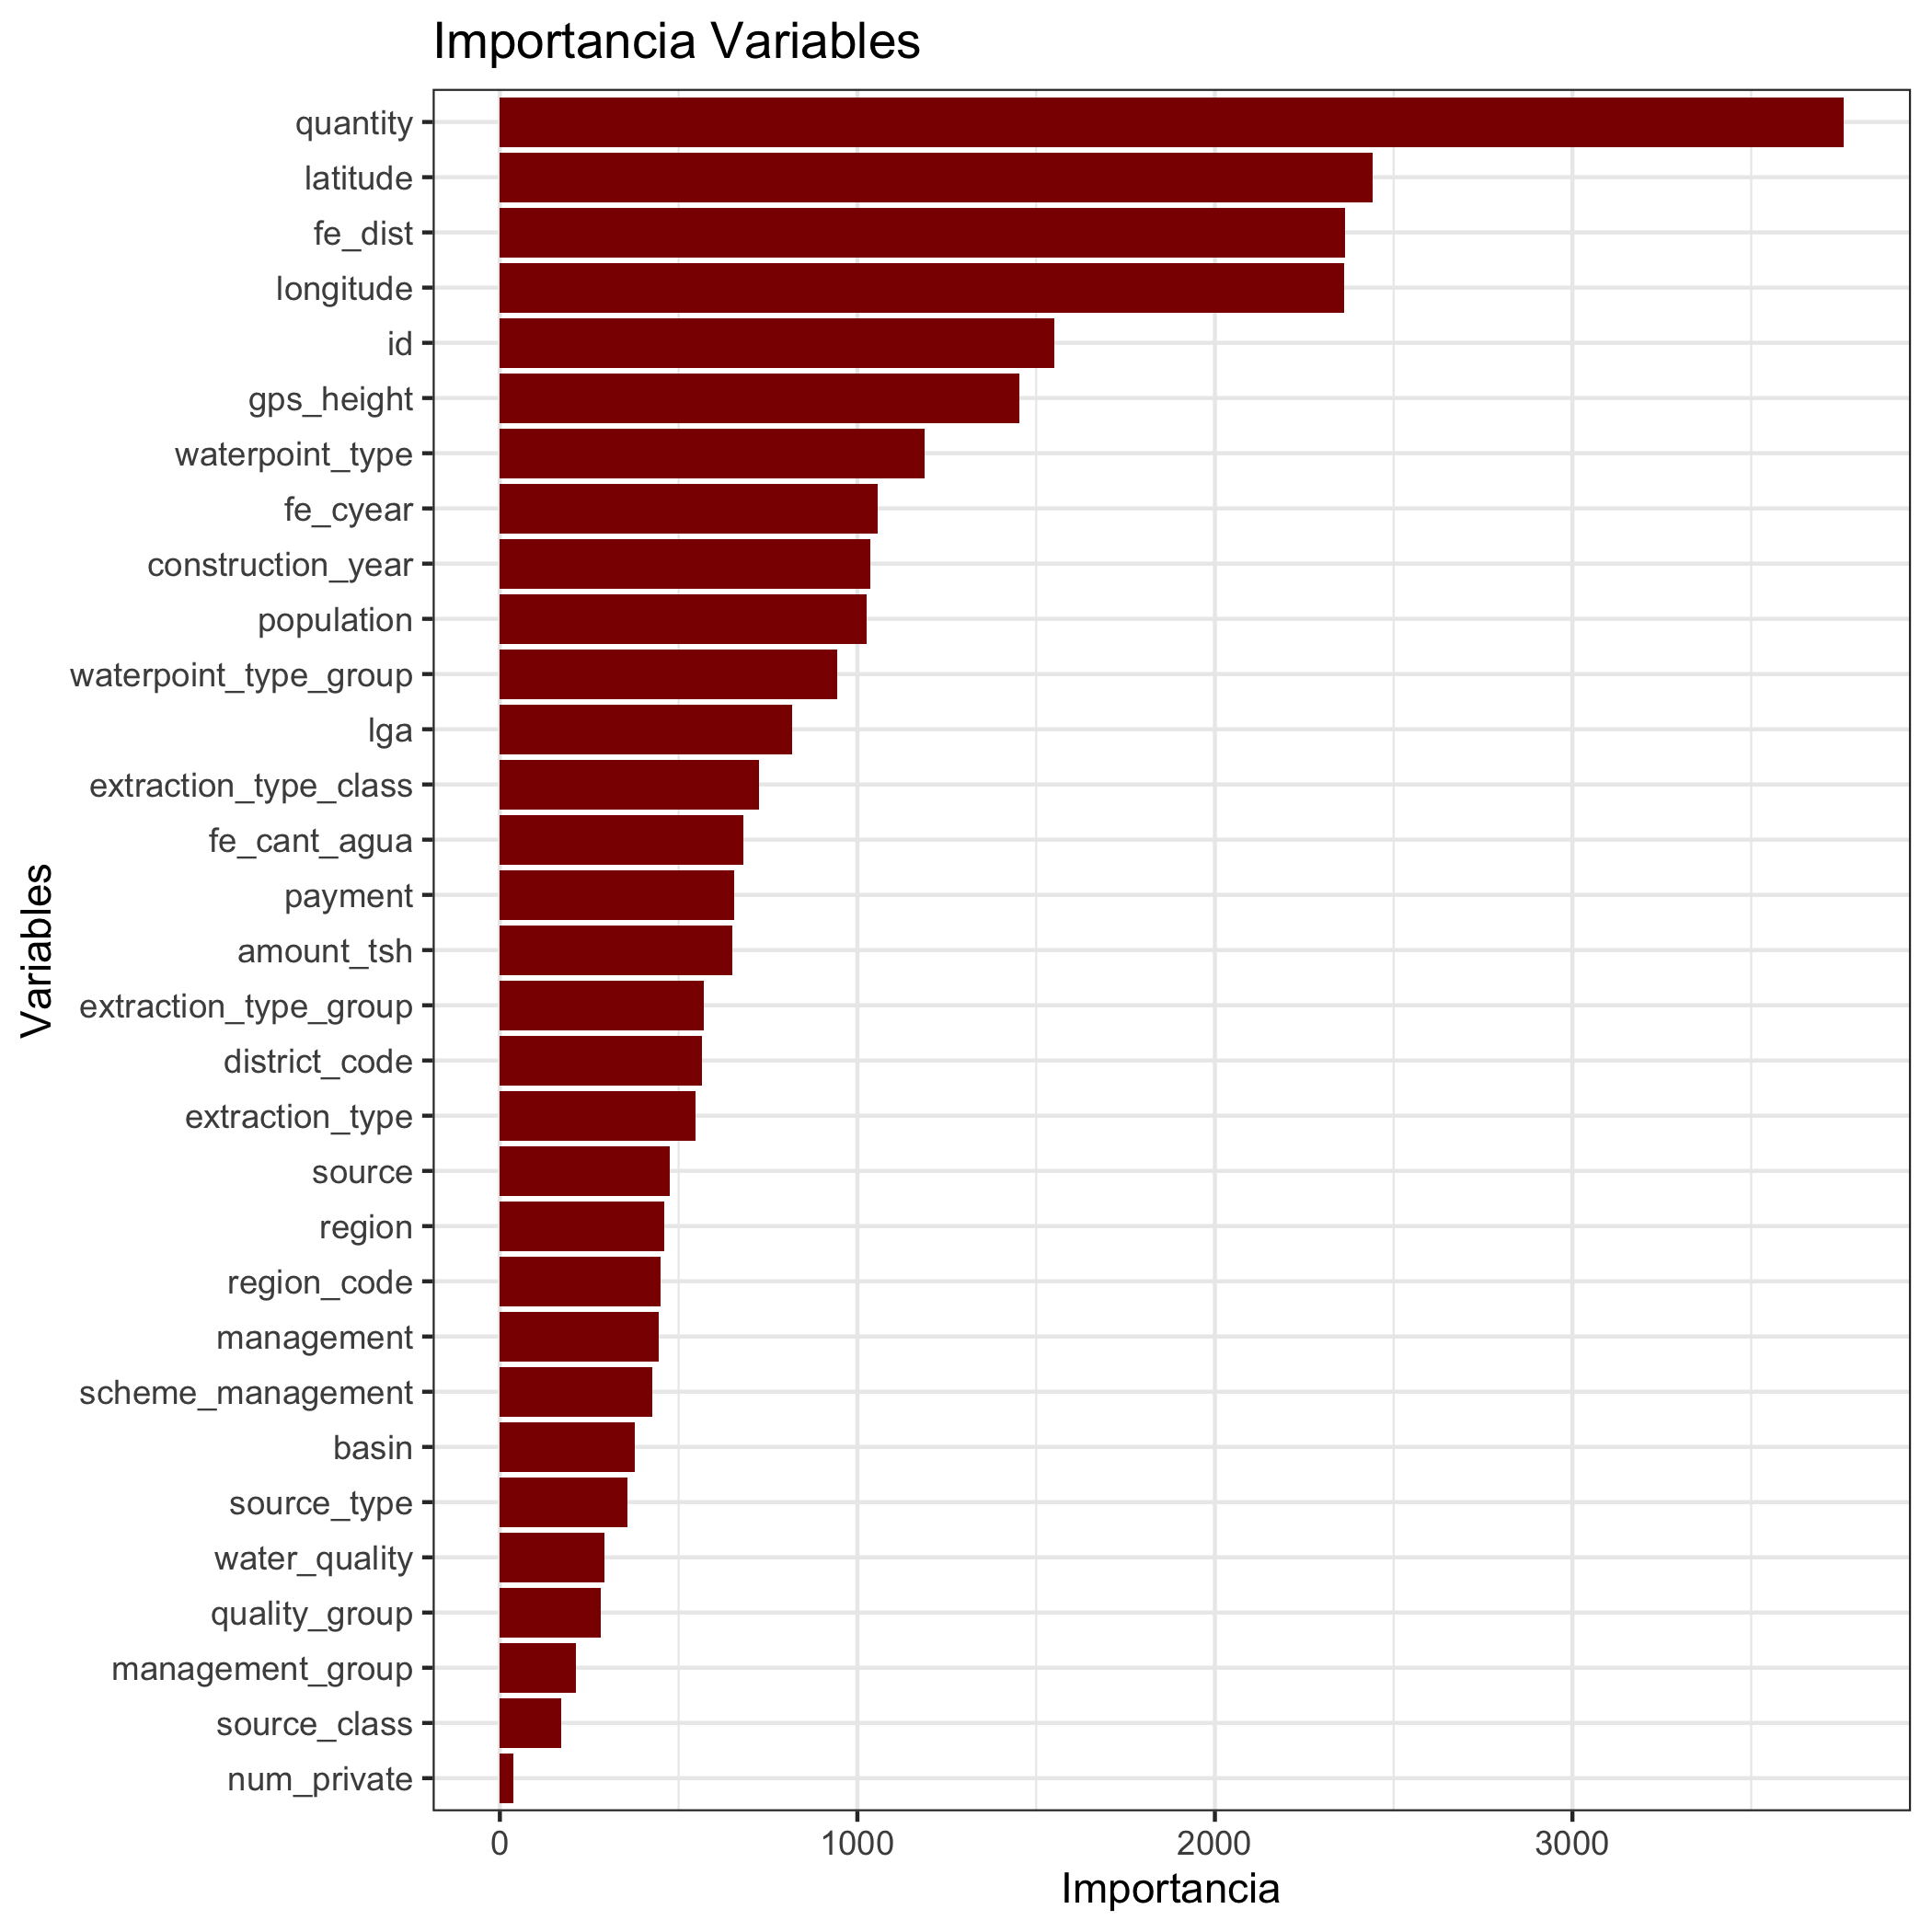 Importancia Variables
quantity
latitude
fe_dist
longitude
id
gps_height
waterpoint_type
fe_cyear
construction_year
population
waterpoint_type_group
lga
extraction_type_class
fe_cant_agua
payment
amount_tsh
extraction_type_group
district_code
extraction_type
source
region
region_code
management
scheme_management
basin
source_type
water_quality
quality_group
management_group
source_class
num_private
Variables
0 1000 2000 3000
Importancia